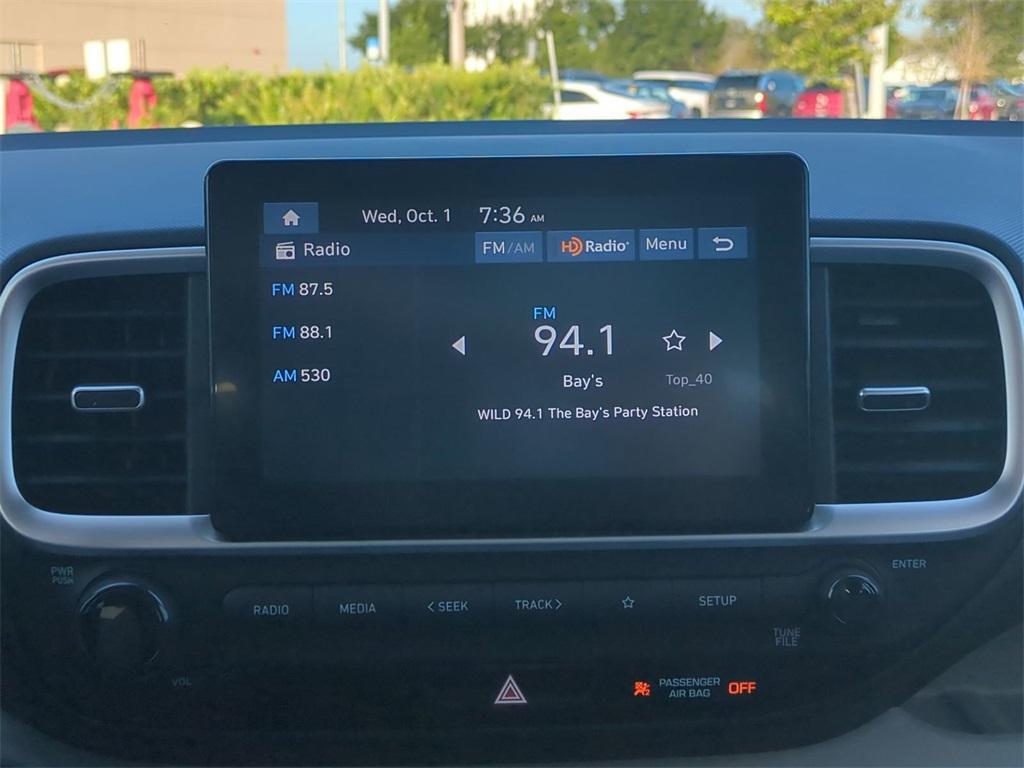 Wed, Oct. 1 7:36 AM
Radio FM/AM HD Radio Menu
FM 87.5
FM 88.1
AM 530
FM
94.1
Bay's Top_40
WILD 94.1 The Bay's Party Station
PWR
PUSH
ENTER
RADIO MEDIA <SEEK TRACK> SETUP
TUNE
FILE
VOL
PASSENGER
AIR BAG OFF